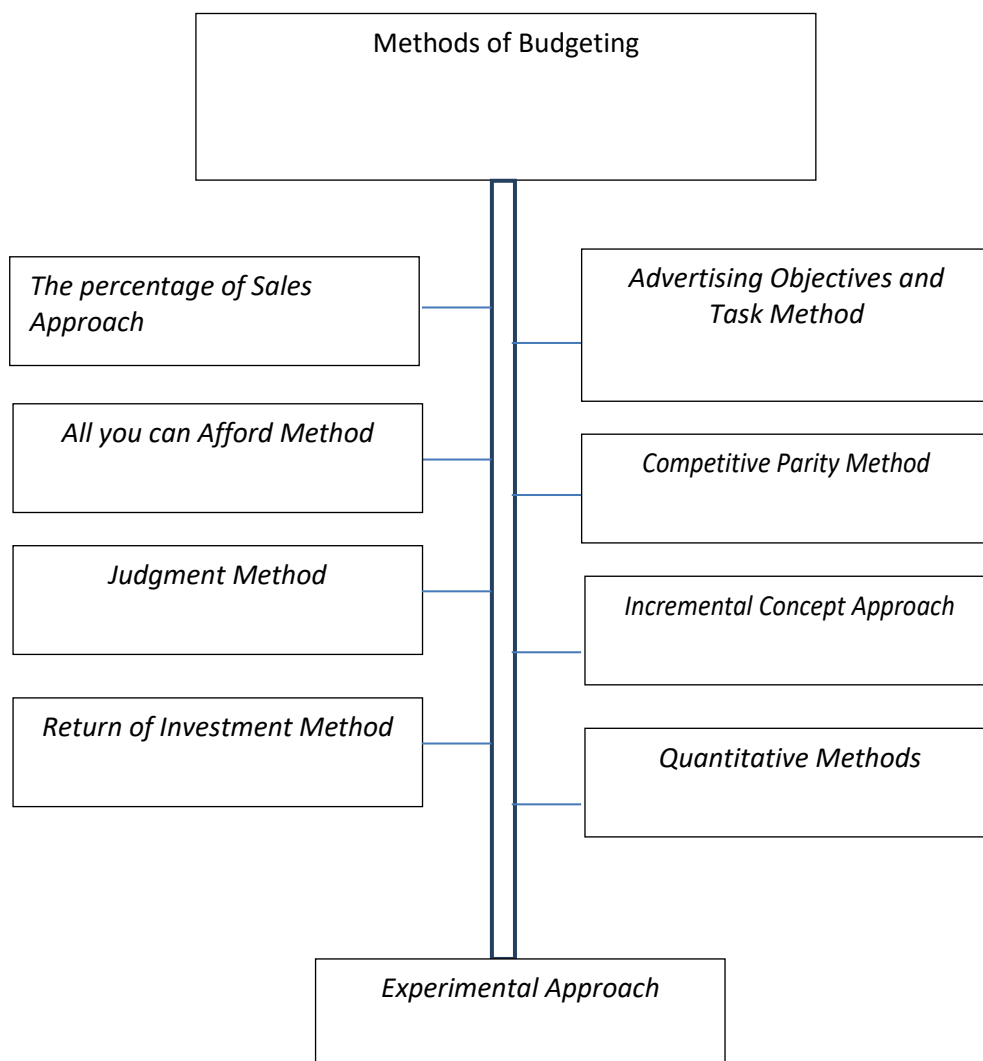 Methods of Budgeting
The percentage of Sales
Approach
Advertising Objectives and
Task Method
All you can Afford Method
Competitive Parity Method
Judgment Method
Incremental Concept Approach
Return of Investment Method
Quantitative Methods
Experimental Approach